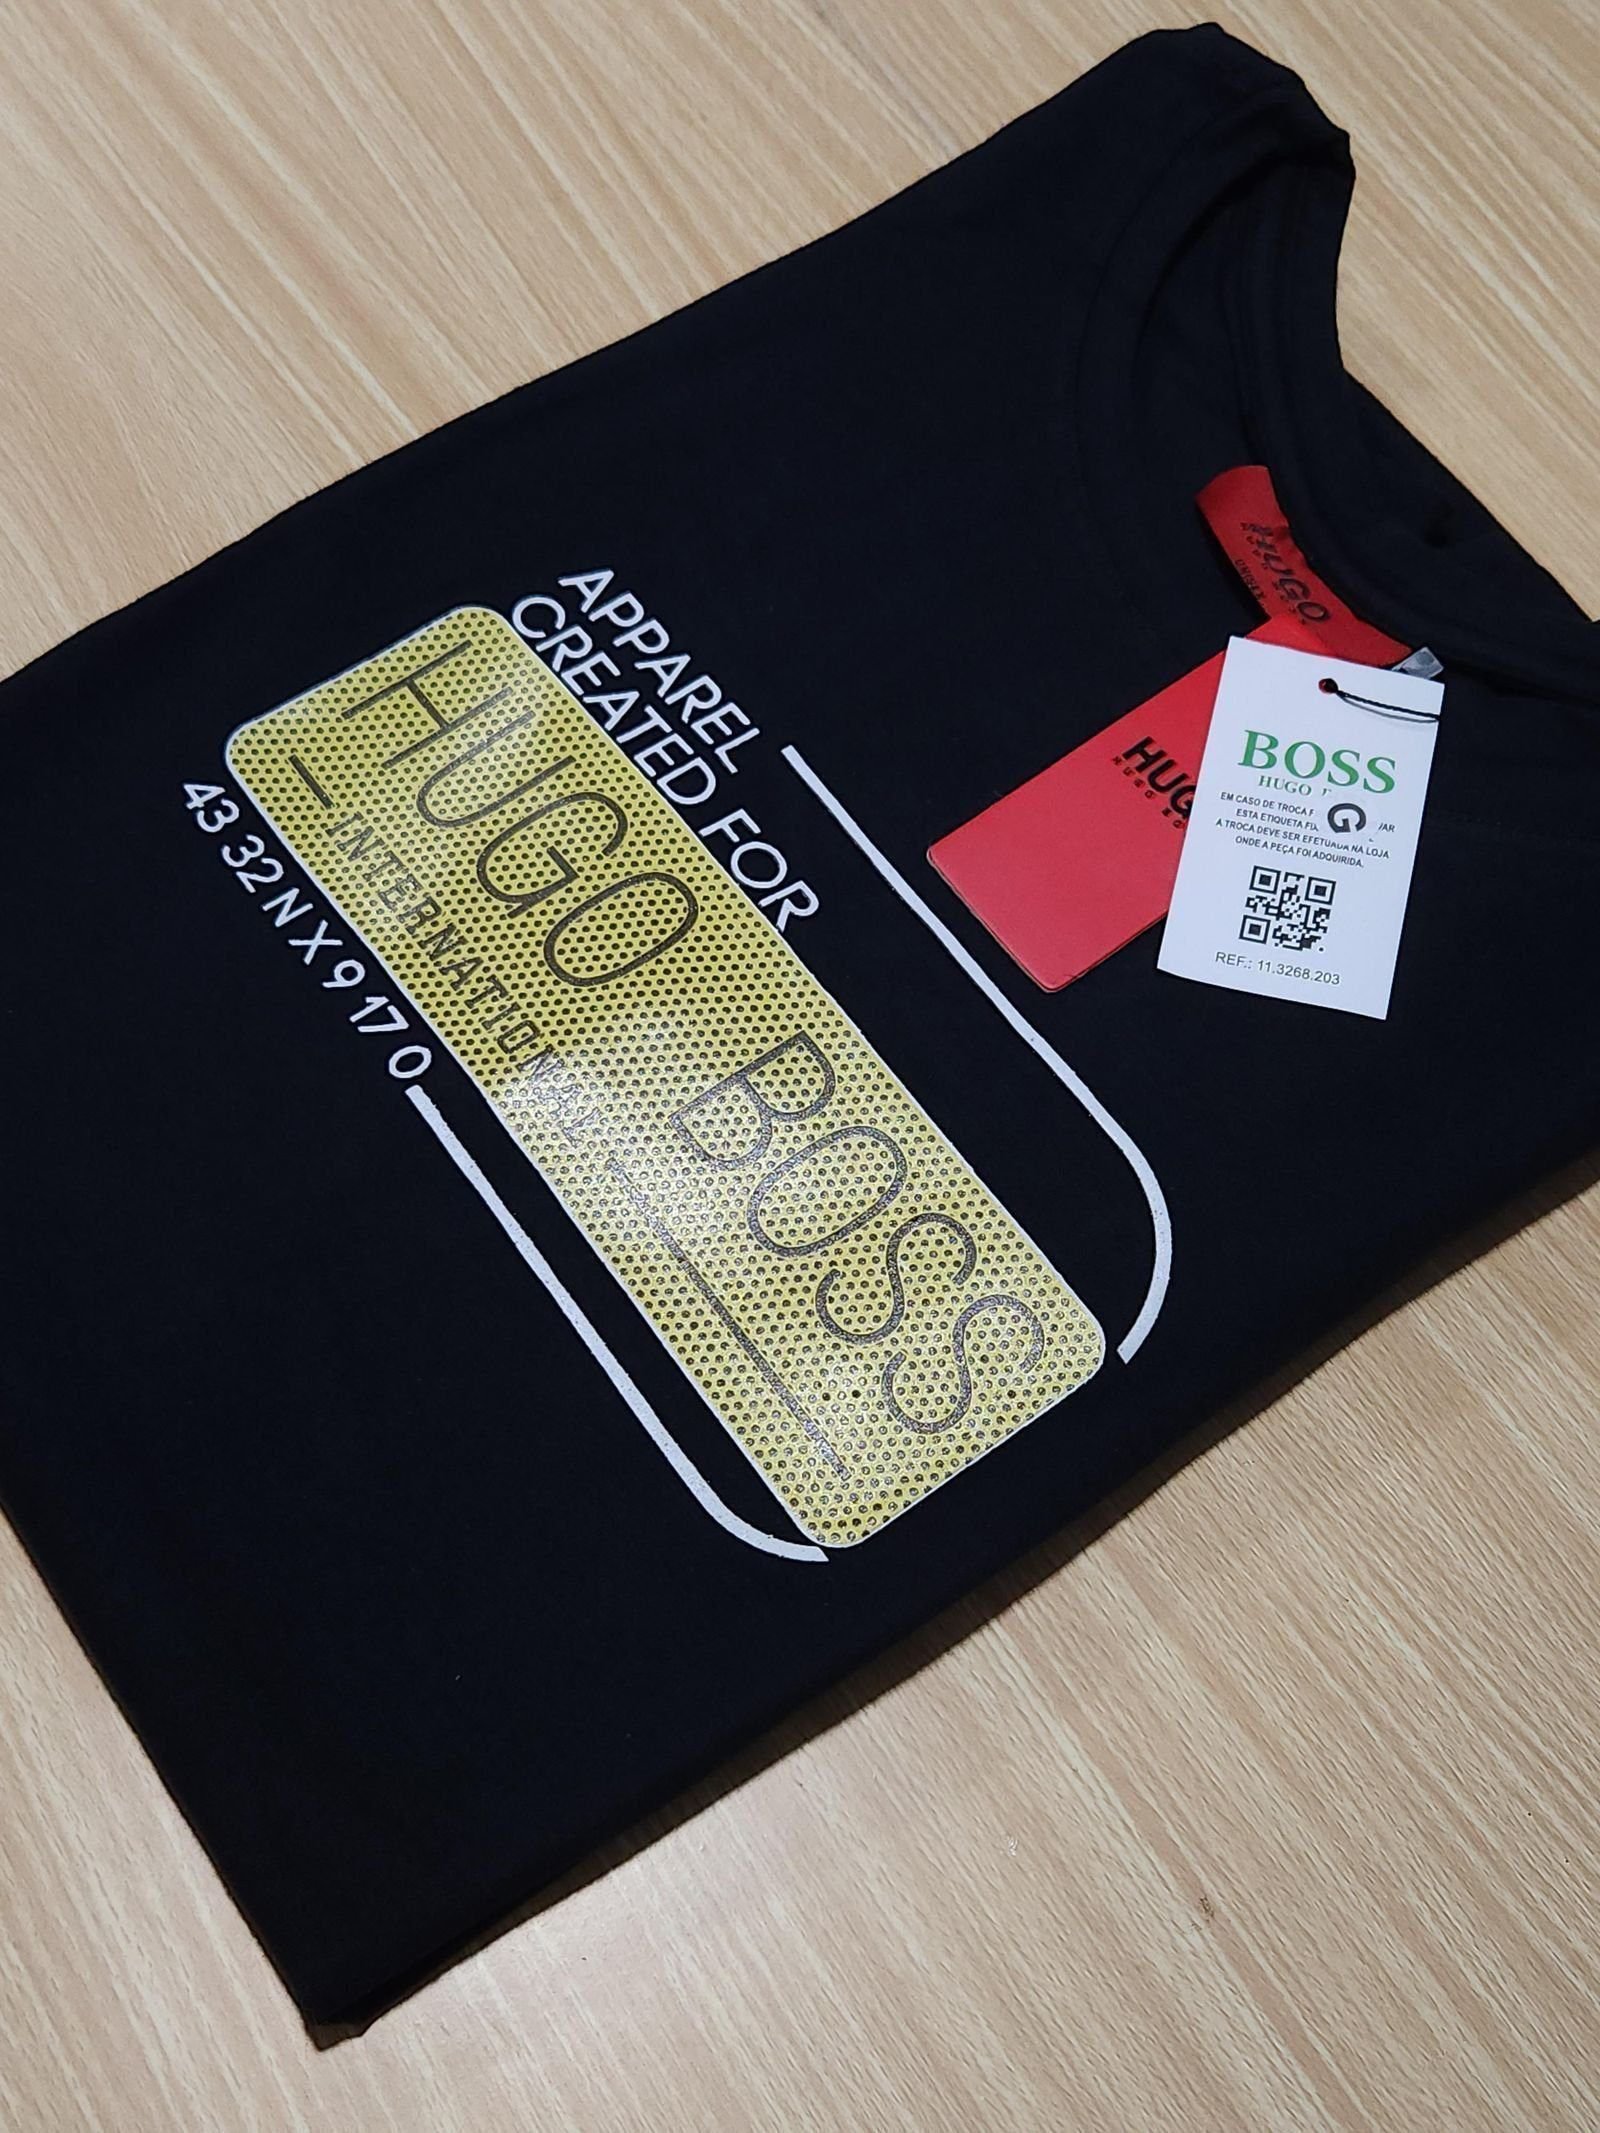 APPAREL
CREATED FOR
HUGO BOSS
INTERNATIONAL
43 32 N X 9 17 0
HUGO
HUGO
BOSS
HUGO
EM CASO DE TROCA
ESTA ETIQUETA
A TROCA DEVE SER EFETUADA NA LOJA
ONDE A PEÇA FOI ADQUIRIDA.
G
REF.: 11.3268.203